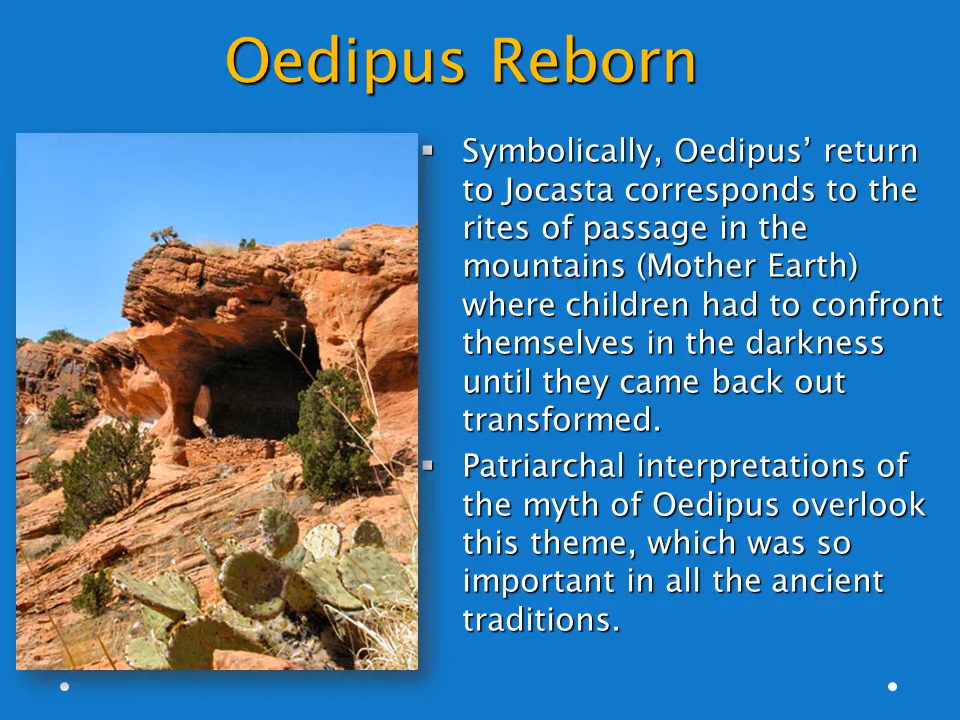 Oedipus Reborn
▪ Symbolically, Oedipus’ return
to Jocasta corresponds to the
rites of passage in the
mountains (Mother Earth)
where children had to confront
themselves in the darkness
until they came back out
transformed.
▪ Patriarchal interpretations of
the myth of Oedipus overlook
this theme, which was so
important in all the ancient
traditions.